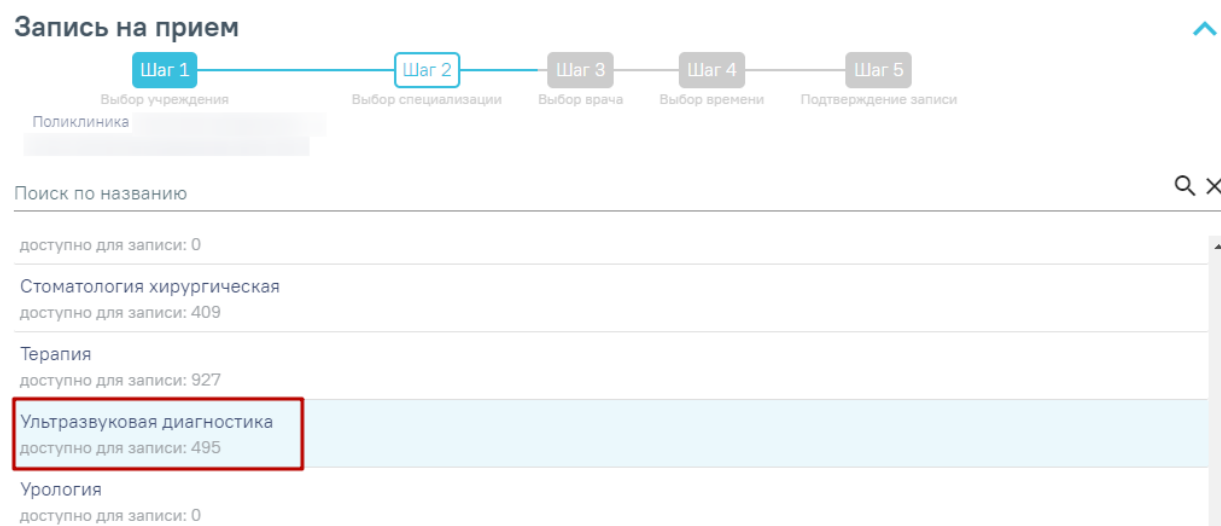 Запись на прием
Шаг 1 Шаг 2 Шаг 3 Шаг 4 Шаг 5
Выбор учреждения Выбор специализации Выбор врача Выбор времени Подтверждение записи
Поликлиника
Поиск по названию
доступно для записи: 0
Стоматология хирургическая
доступно для записи: 409
Терапия
доступно для записи: 927
Ультразвуковая диагностика
доступно для записи: 495
Урология
доступно для записи: 0